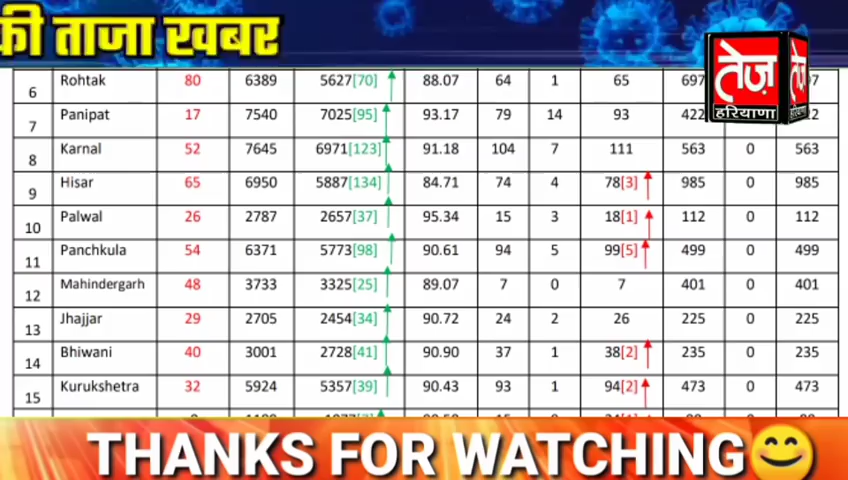 की ताजा खबर
तेज़
हरियाणा
6 Rohtak 80 6389 5627[70] 88.07 64 1 65 697
7 Panipat 17 7540 7025[95] 93.17 79 14 93 422
8 Karnal 52 7645 6971[123] 91.18 104 7 111 563 0 563
9 Hisar 65 6950 5887[134] 84.71 74 4 78[3] 985 0 985
10 Palwal 26 2787 2657[37] 95.34 15 3 18[1] 112 0 112
11 Panchkula 54 6371 5773[98] 90.61 94 5 99[5] 499 0 499
12 Mahindergarh 48 3733 3325[25] 89.07 7 0 7 401 0 401
13 Jhajjar 29 2705 2454[34] 90.72 24 2 26 225 0 225
14 Bhiwani 40 3001 2728[41] 90.90 37 1 38[2] 235 0 235
15 Kurukshetra 32 5924 5357[39] 90.43 93 1 94[2] 473 0 473
THANKS FOR WATCHING